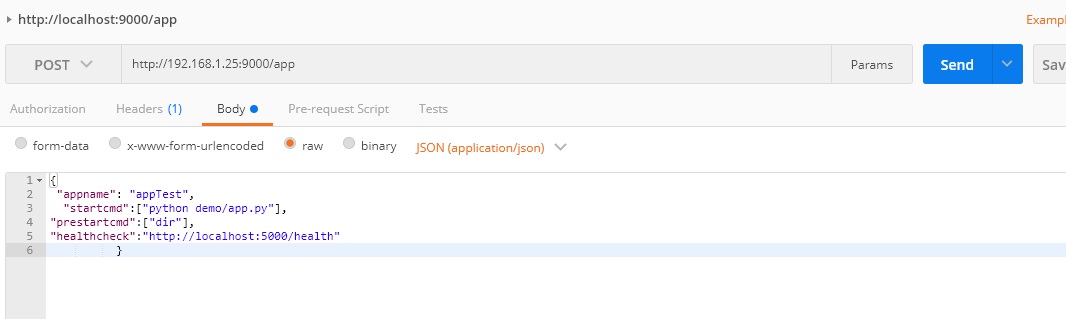 http://localhost:9000/app
Exampl
POST
http://192.168.1.25:9000/app
Params
Send
Sav
Authorization
Headers (1)
Body
Pre-request Script
Tests
form-data
x-www-form-urlencoded
raw
binary
JSON (application/json)
1 {
2 "appname": "appTest",
3 "startcmd":["python demo/app.py"],
4 "prestartcmd":["dir"],
5 "healthcheck":"http://localhost:5000/health"
6 }